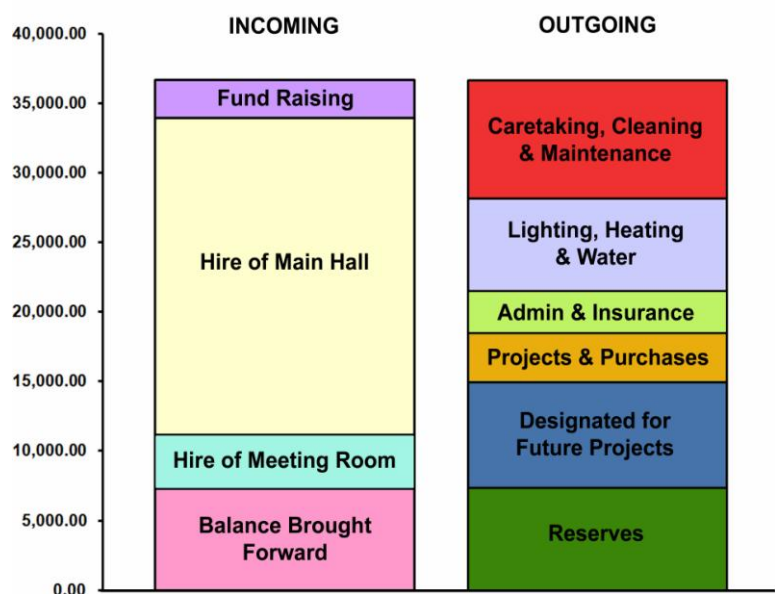 INCOMING
OUTGOING
40,000.00
35,000.00
30,000.00
25,000.00
20,000.00
15,000.00
10,000.00
5,000.00
0.00
Fund Raising
Hire of Main Hall
Hire of Meeting Room
Balance Brought
Forward
Caretaking, Cleaning
& Maintenance
Lighting, Heating
& Water
Admin & Insurance
Projects & Purchases
Designated for
Future Projects
Reserves